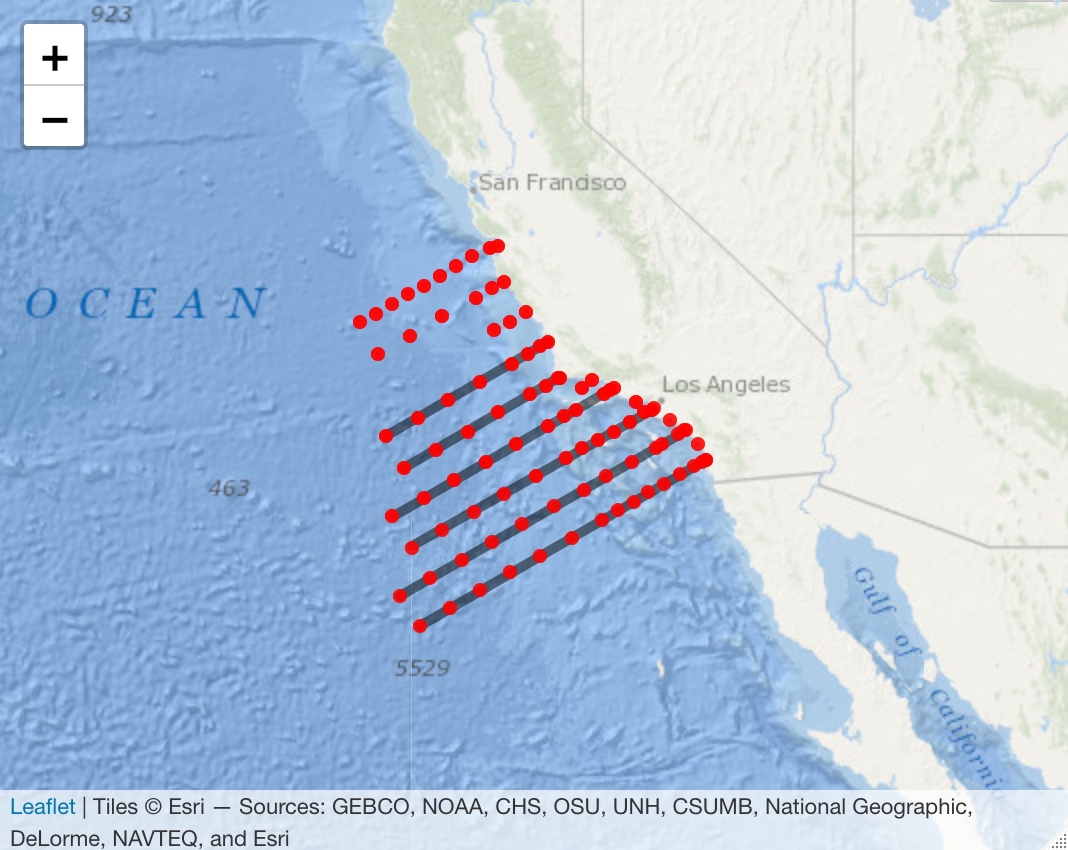 923
+
−
San Francisco
OCEAN
Los Angeles
463
Gulf of California
5529
Leaflet | Tiles © Esri — Sources: GEBCO, NOAA, CHS, OSU, UNH, CSUMB, National Geographic,
DeLorme, NAVTEQ, and Esri